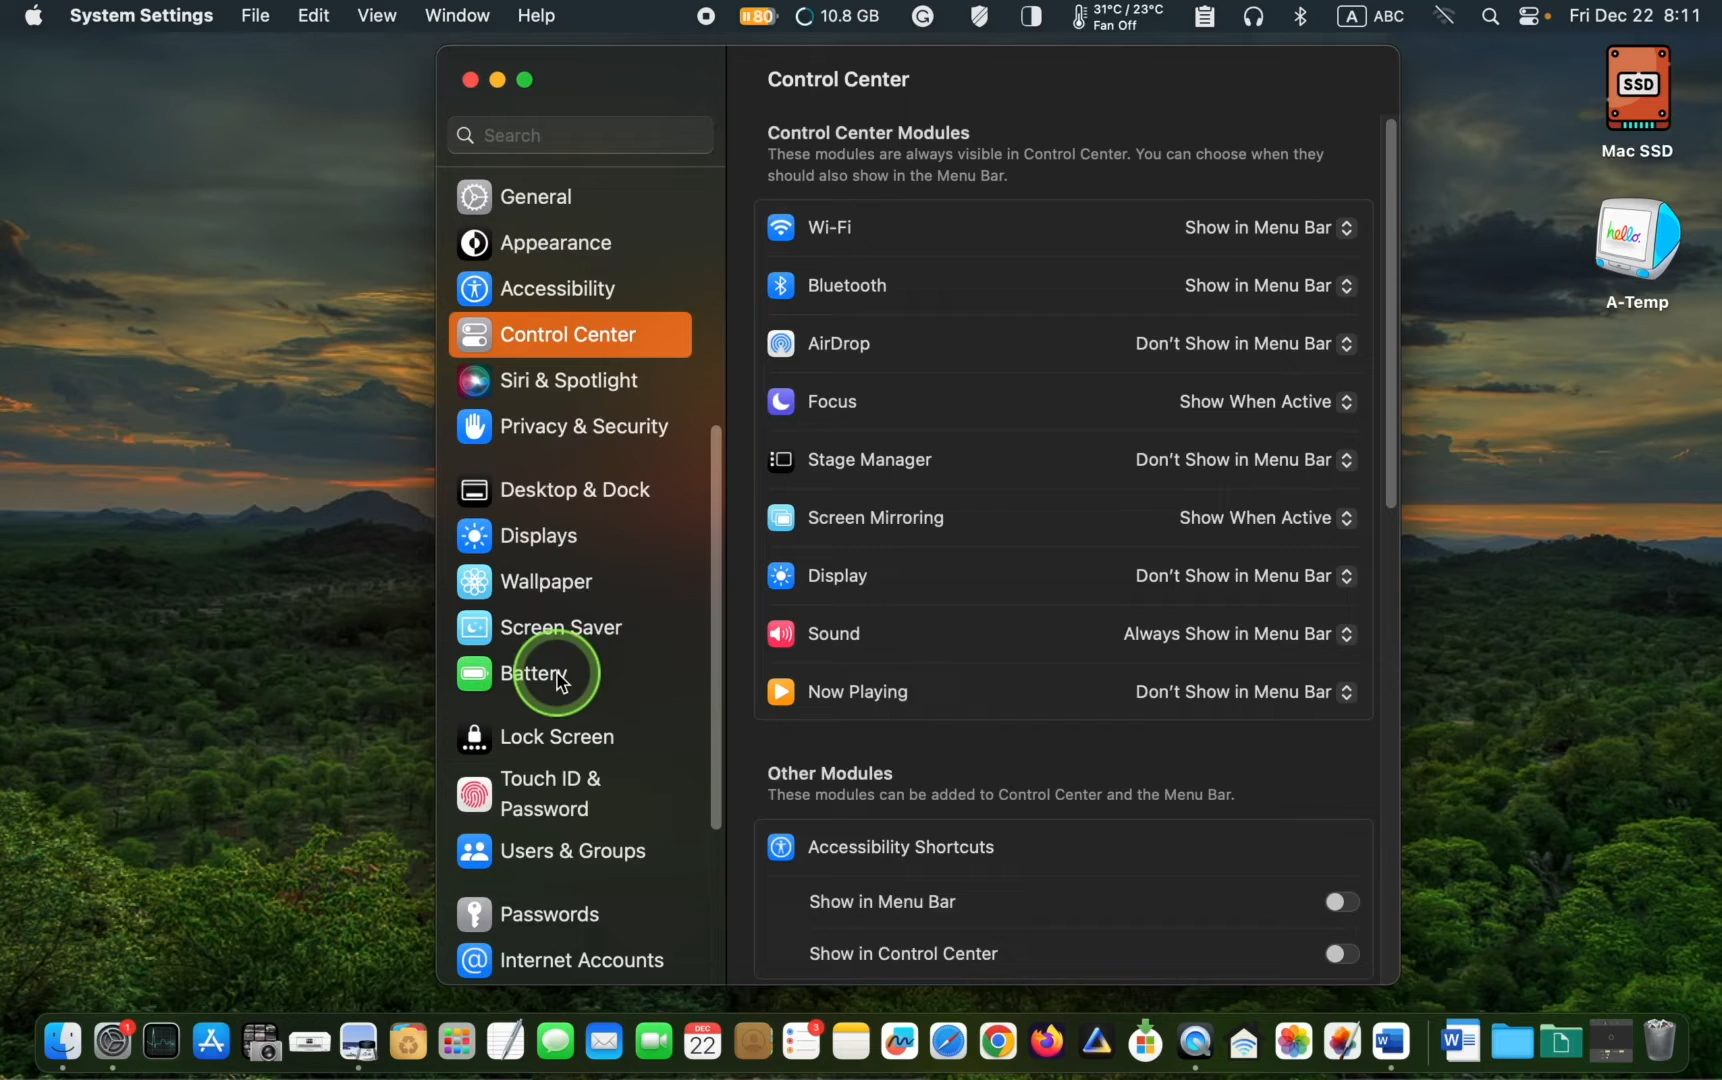 System Settings File Edit View Window Help 80 10.8 GB 31°C / 23°C A ABC Fri Dec 22 8:11
Fan Off
SSD
Mac SSD
hello.
A-Temp
Search
General
Appearance
Accessibility
Control Center
Siri & Spotlight
Privacy & Security
Desktop & Dock
Displays
Wallpaper
Screen Saver
Battery
Lock Screen
Touch ID &
Password
Users & Groups
Passwords
Internet Accounts
Control Center
Control Center Modules
These modules are always visible in Control Center. You can choose when they
should also show in the Menu Bar.
Wi-Fi Show in Menu Bar
Bluetooth Show in Menu Bar
AirDrop Don't Show in Menu Bar
Focus Show When Active
Stage Manager Don't Show in Menu Bar
Screen Mirroring Show When Active
Display Don't Show in Menu Bar
Sound Always Show in Menu Bar
Now Playing Don't Show in Menu Bar
Other Modules
These modules can be added to Control Center and the Menu Bar.
Accessibility Shortcuts
Show in Menu Bar
Show in Control Center
1
DEC
22
3
W
W